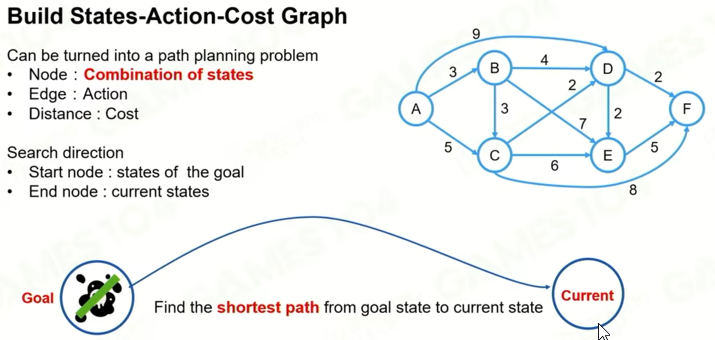 Build States-Action-Cost Graph
Can be turned into a path planning problem
• Node : Combination of states
• Edge : Action
• Distance : Cost
Search direction
• Start node : states of the goal
• End node : current states
9
3
B
4
D
2
2
A
3
2
F
7
5
C
6
E
5
8
Goal
Find the shortest path from goal state to current state
Current